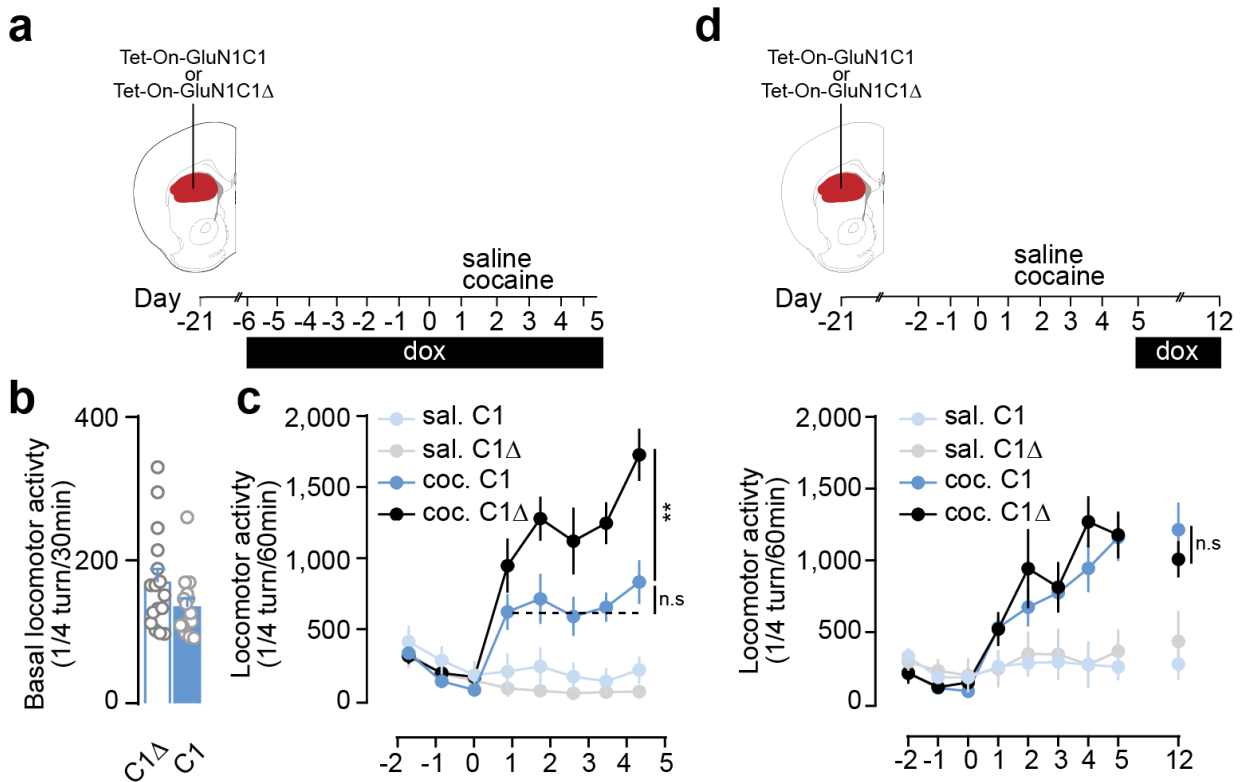 a
Tet-On-GluN1C1
or
Tet-On-GluN1C1Δ
saline
cocaine
Day
-21 -6 -5 -4 -3 -2 -1 0 1 2 3 4 5
dox
d
Tet-On-GluN1C1
or
Tet-On-GluN1C1Δ
saline
cocaine
Day
-21 -2 -1 0 1 2 3 4 5 12
dox
b
Basal locomotor activty
(1/4 turn/30min)
400
200
0
C1Δ C1
c
Locomotor activty
(1/4 turn/60min)
2,000
1,500
1,000
500
0
sal. C1
sal. C1Δ
coc. C1
coc. C1Δ
**
n.s
-2 -1 0 1 2 3 4 5
Locomotor activty
(1/4 turn/60min)
2,000
1,500
1,000
500
0
sal. C1
sal. C1Δ
coc. C1
coc. C1Δ
n.s
-2 -1 0 1 2 3 4 5 12